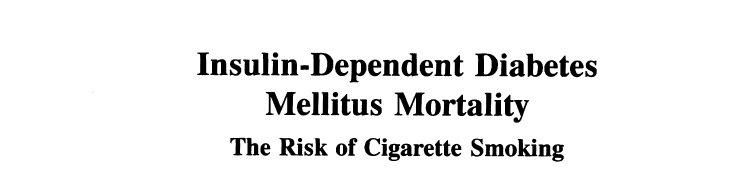 Insulin-Dependent Diabetes
Mellitus Mortality
The Risk of Cigarette Smoking